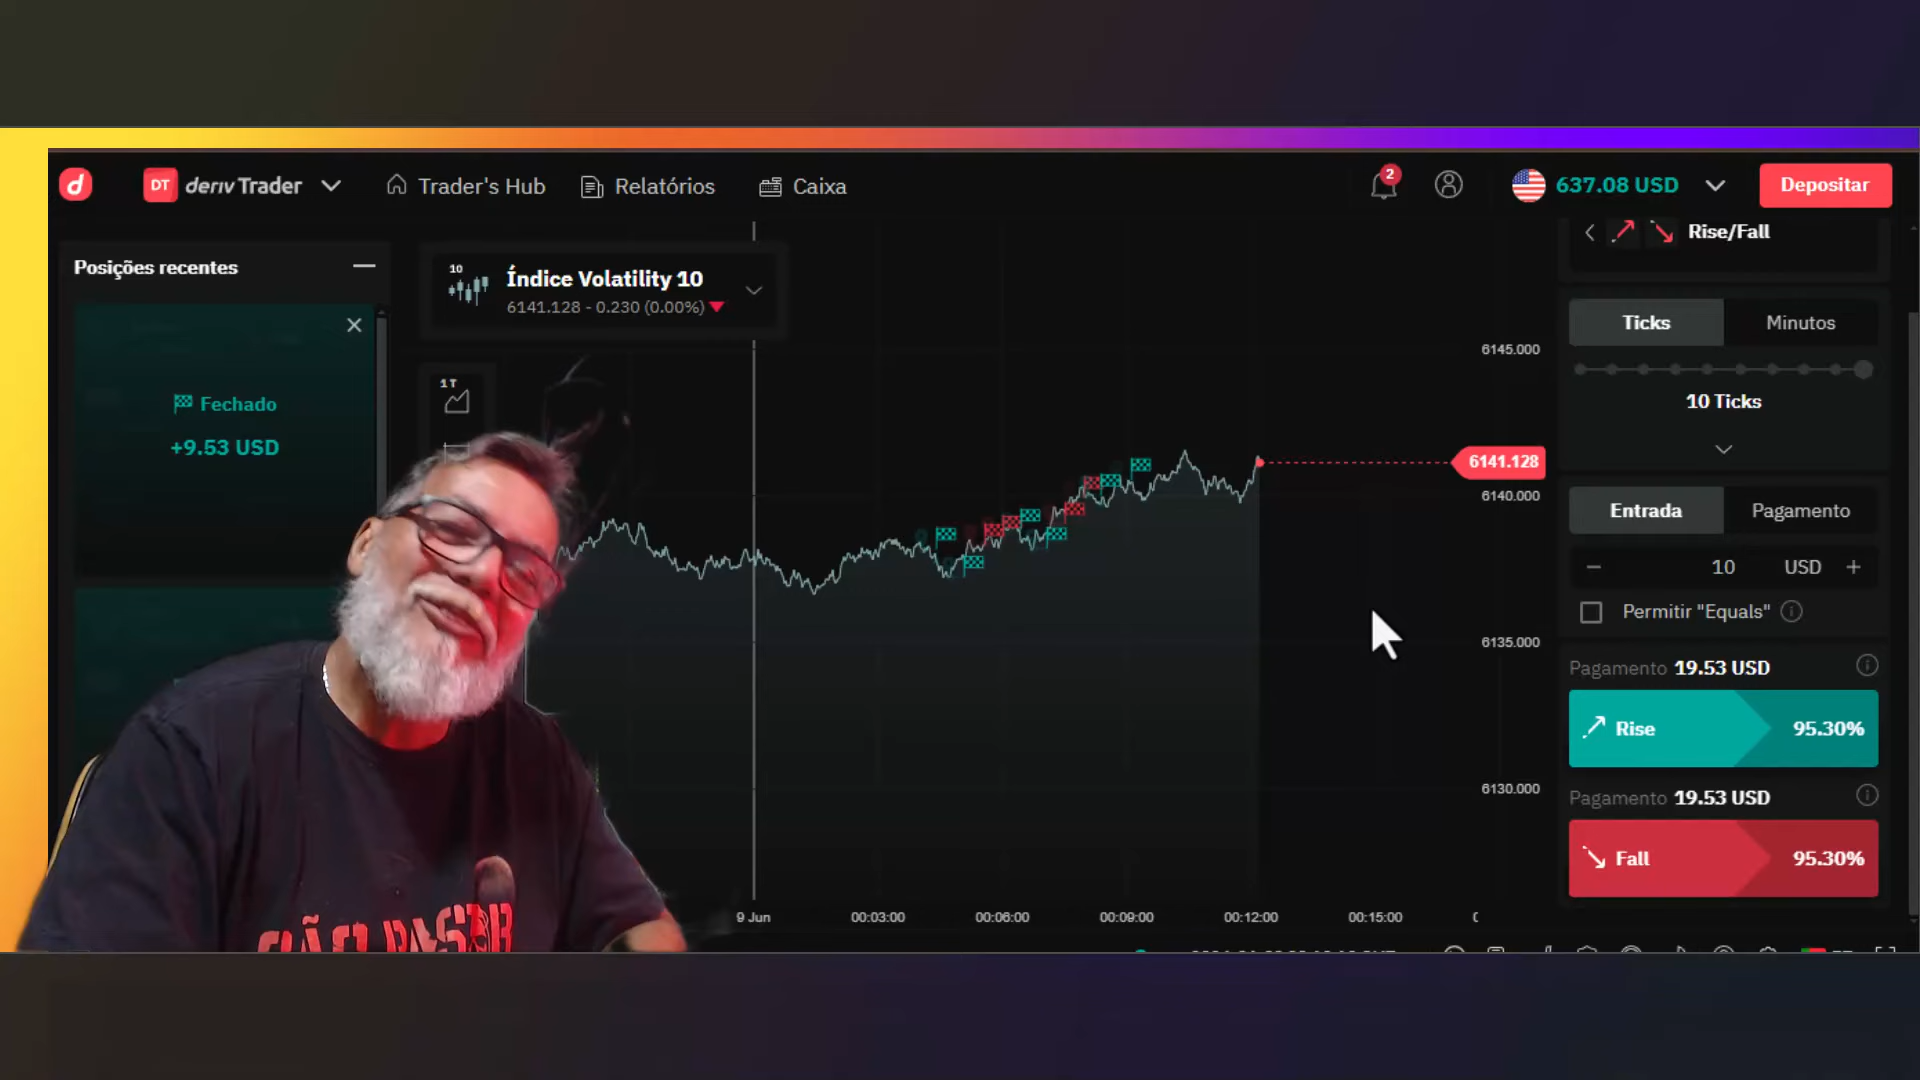 d
DT
deriv Trader
Trader's Hub
Relatórios
Caixa
2
637.08 USD
Depositar
Posições recentes
Fechado
+9.53 USD
10
Índice Volatility 10
6141.128 - 0.230 (0.00%)
1T
6145.000
6141.128
6140.000
6135.000
6130.000
9 Jun
00:03:00
00:06:00
00:09:00
00:12:00
00:15:00
Rise/Fall
Ticks
Minutos
10 Ticks
Entrada
Pagamento
10
USD
Permitir "Equals"
Pagamento 19.53 USD
Rise
95.30%
Pagamento 19.53 USD
Fall
95.30%